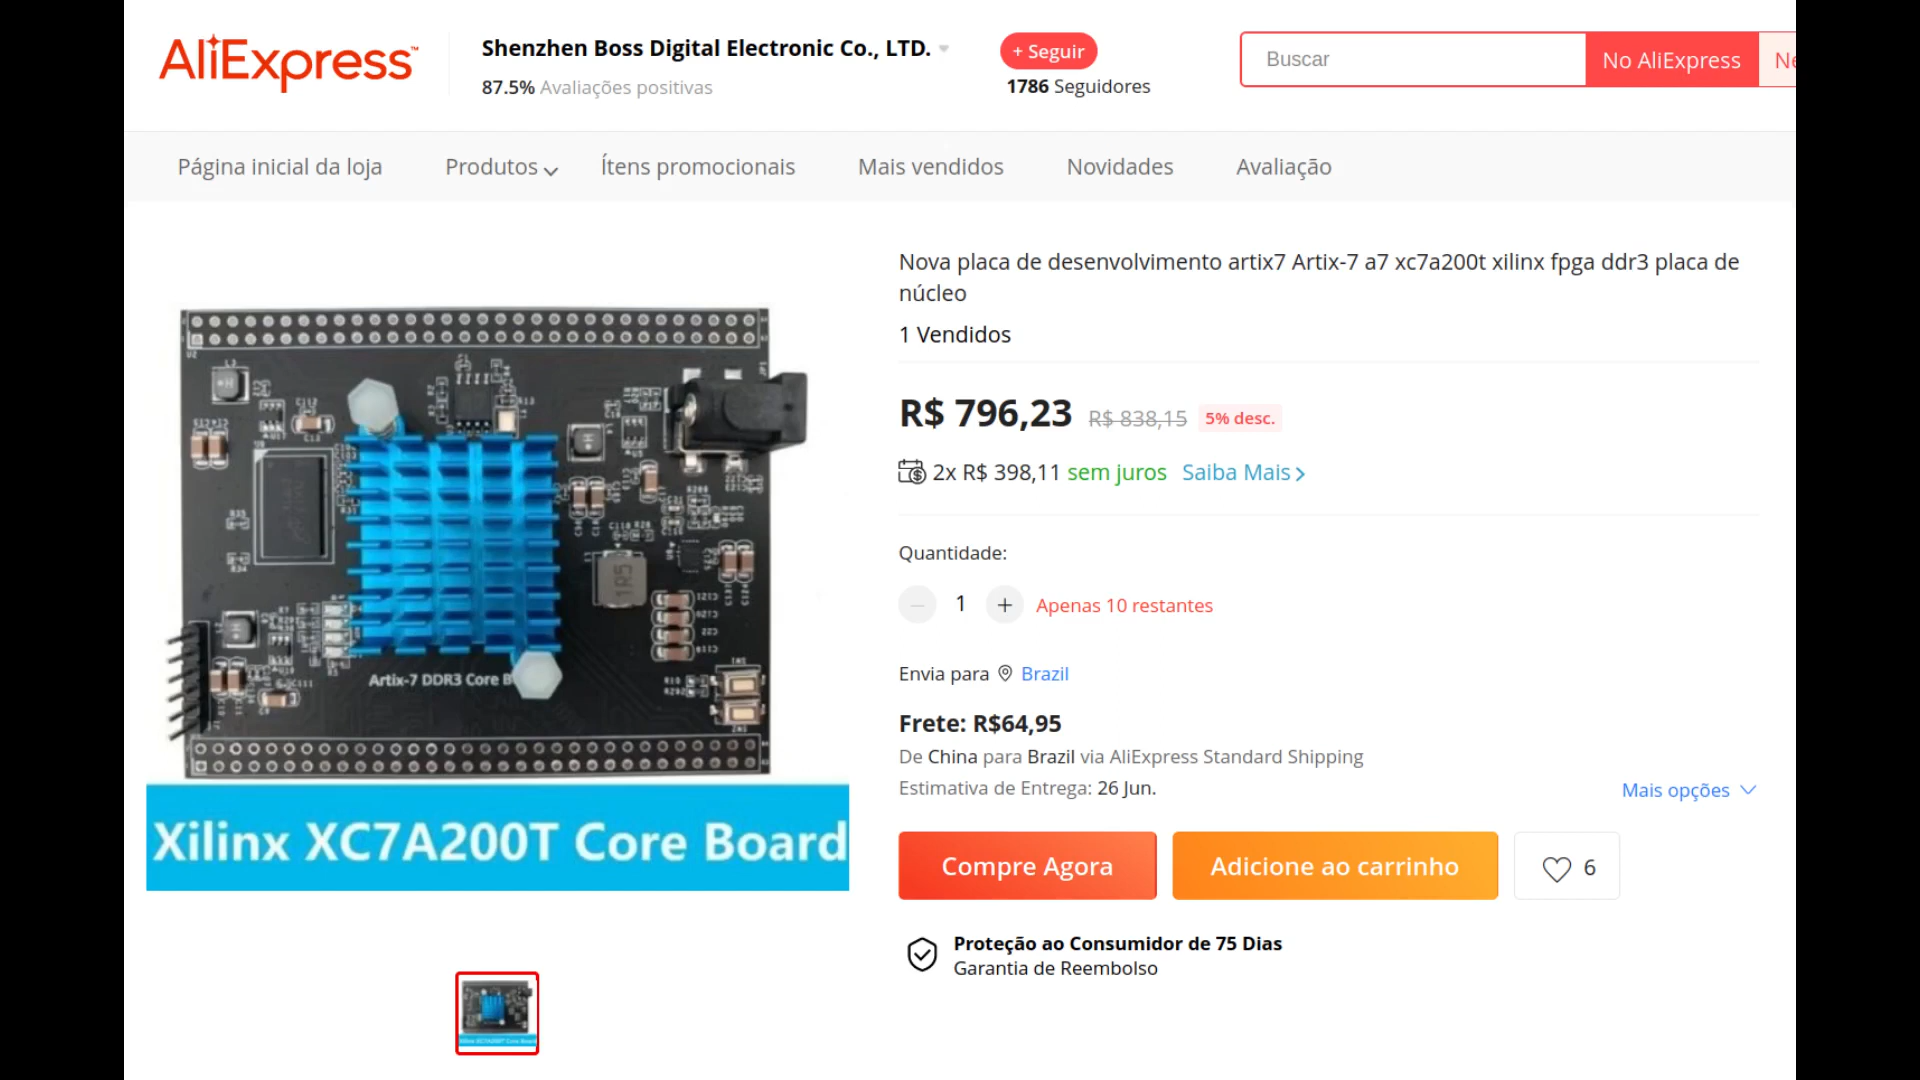 AliExpress™
Shenzhen Boss Digital Electronic Co., LTD.
87.5% Avaliações positivas
+ Seguir
1786 Seguidores
Buscar
No AliExpress
Ne
Página inicial da loja
Produtos
Ítens promocionais
Mais vendidos
Novidades
Avaliação
Nova placa de desenvolvimento artix7 Artix-7 a7 xc7a200t xilinx fpga ddr3 placa de
núcleo
1 Vendidos
R$ 796,23 R$ 838,15 5% desc.
2x R$ 398,11 sem juros Saiba Mais
Quantidade:
1
Apenas 10 restantes
Envia para Brazil
Frete: R$64,95
De China para Brazil via AliExpress Standard Shipping
Estimativa de Entrega: 26 Jun.
Mais opções
Compre Agora
Adicione ao carrinho
6
Proteção ao Consumidor de 75 Dias
Garantia de Reembolso
Artix-7 DDR3 Core B
1R5
Xilinx XC7A200T Core Board